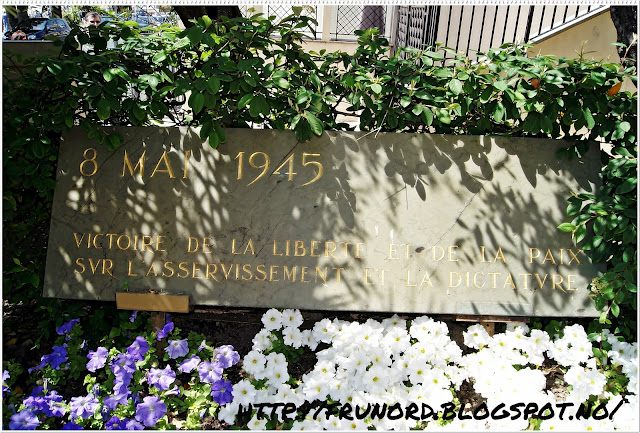 8 MAI 1945
VICTOIRE DE LA LIBERTE ET DE LA PAIX
SVR L'ASSERVISSEMENT ET LA DICTATVRE
HTTP://FRUNORD.BLOGSPOT.NO/